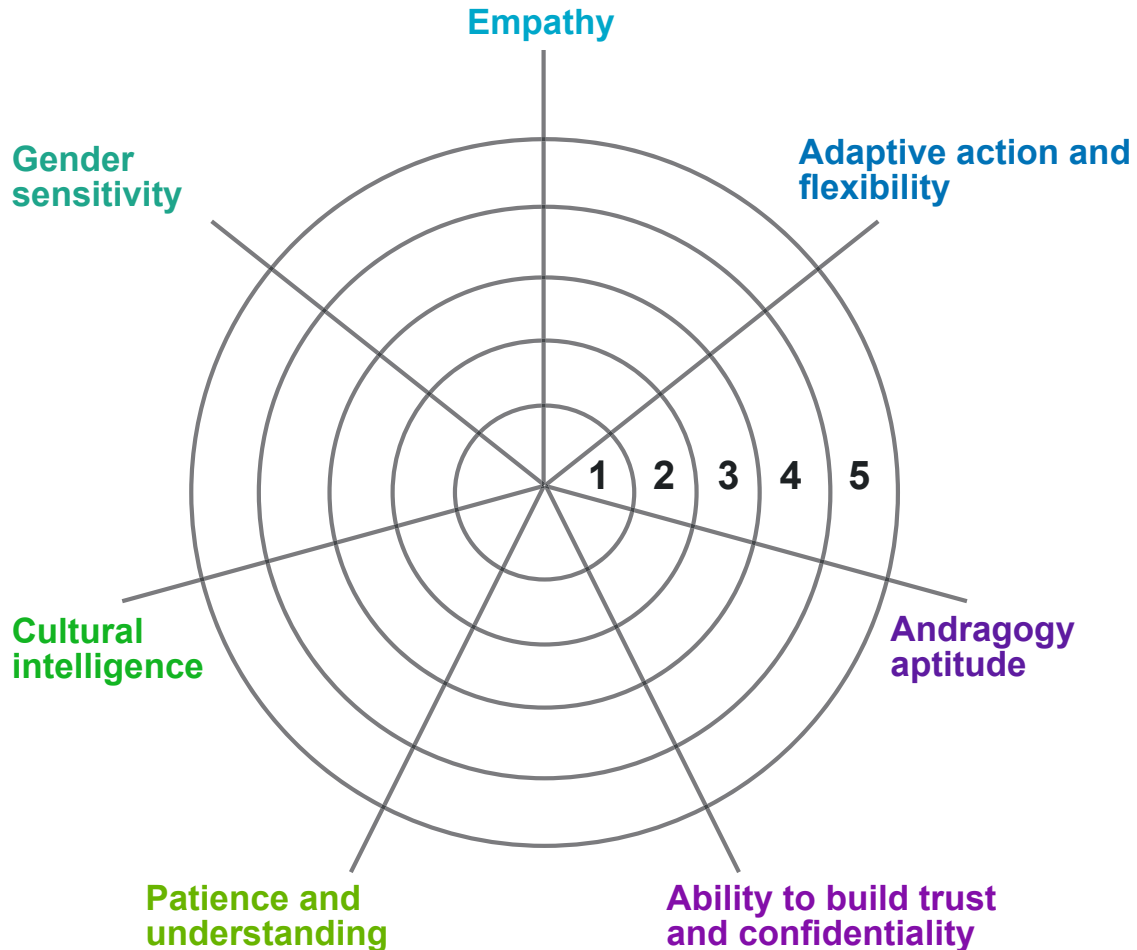 Empathy
Gender
sensitivity
Adaptive action and
flexibility
1 2 3 4 5
Cultural
intelligence
Andragogy
aptitude
Patience and
understanding
Ability to build trust
and confidentiality